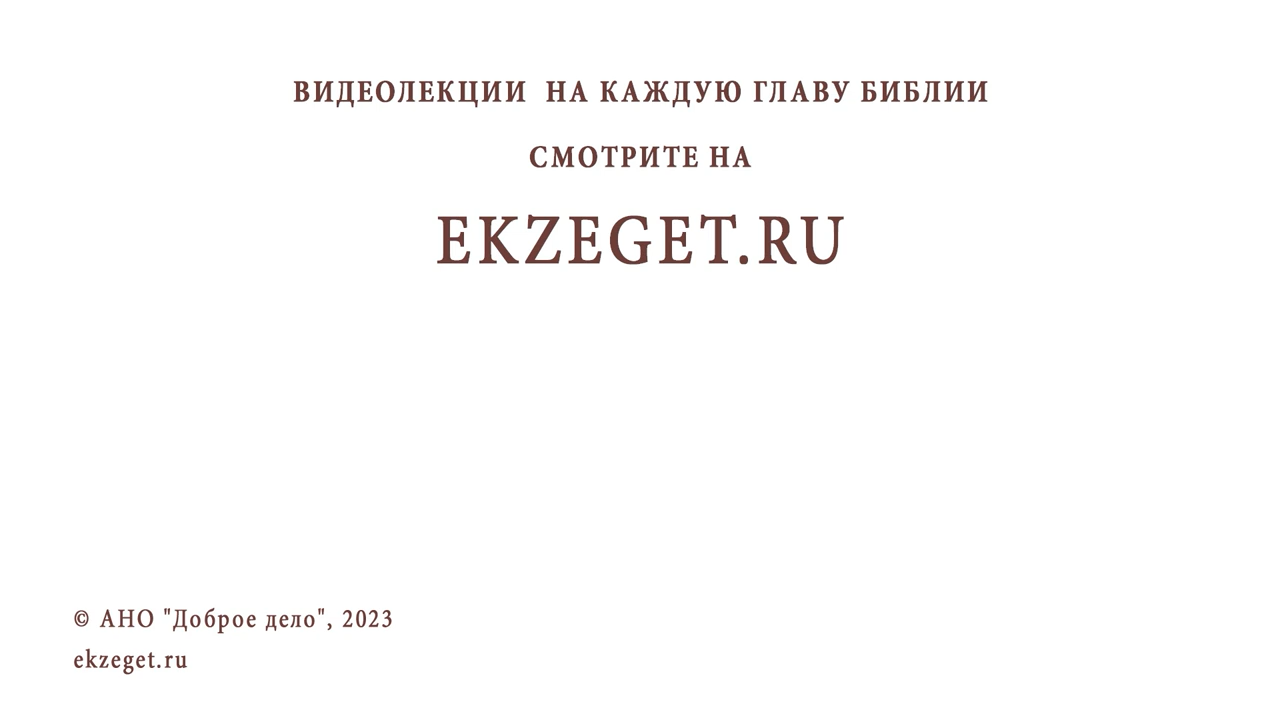 ВИДЕОЛЕКЦИИ НА КАЖДУЮ ГЛАВУ БИБЛИИ
СМОТРИТЕ НА
EKZEGET.RU
© АНО "Доброе дело", 2023
ekzeget.ru